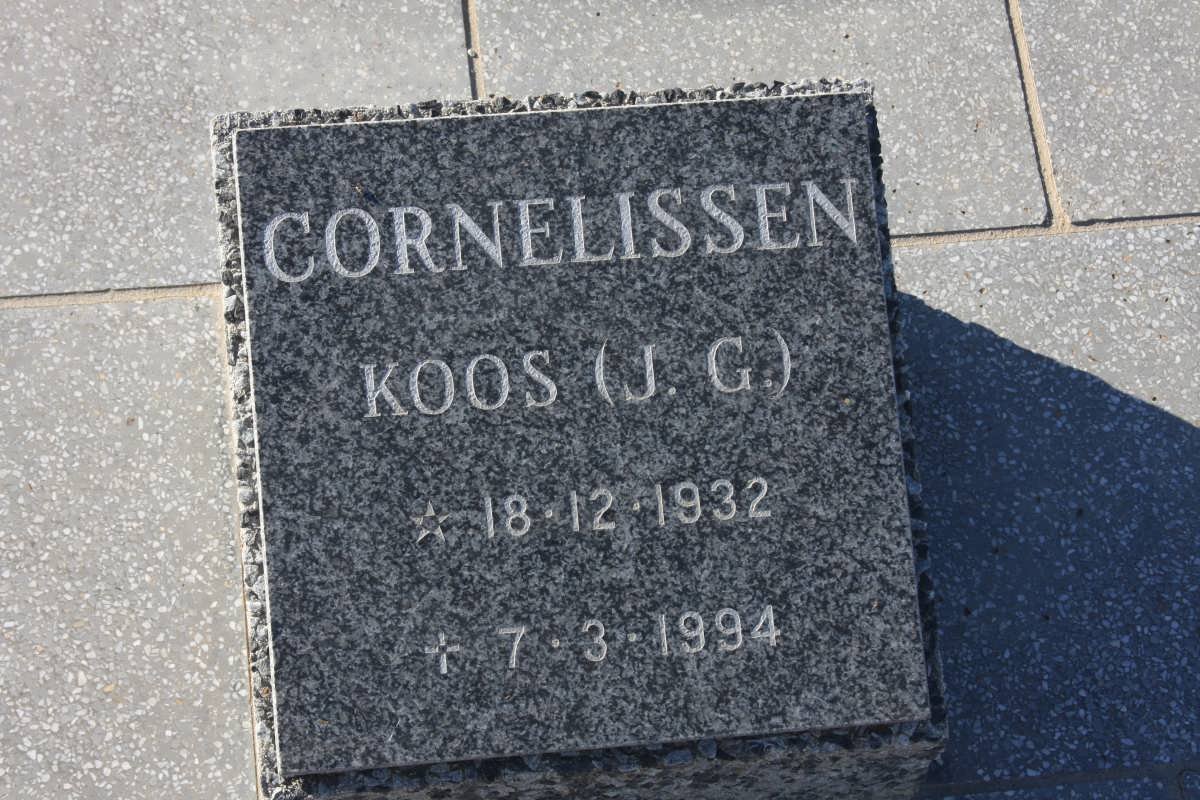 CORNELISSEN
KOOS (J. G.)
☆ 18·12·1932
✝ 7·3·1994